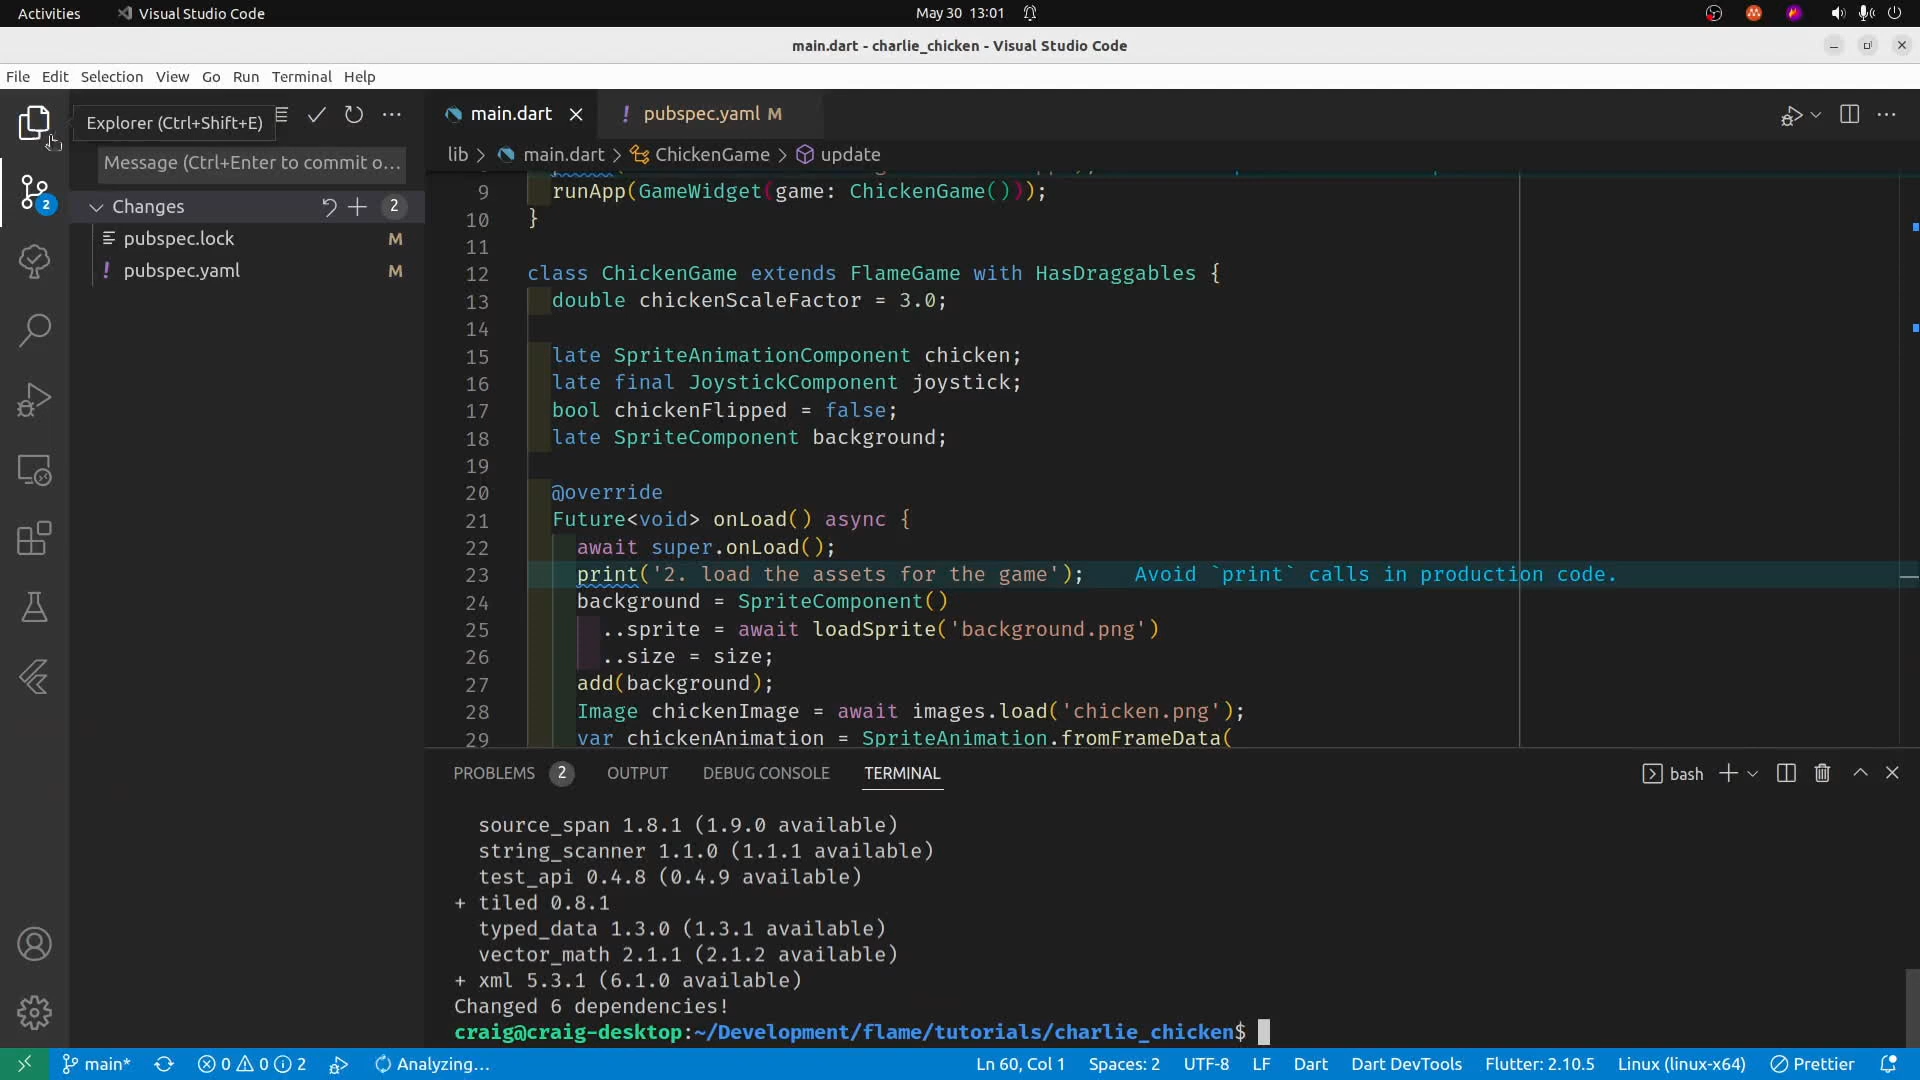 Activities
Visual Studio Code
May 30 13:01
main.dart - charlie_chicken - Visual Studio Code
File Edit Selection View Go Run Terminal Help
Explorer (Ctrl+Shift+E)
Message (Ctrl+Enter to commit o...
Changes 2
pubspec.lock M
pubspec.yaml M
2
main.dart
! pubspec.yaml M
lib > main.dart > ChickenGame > update
9 runApp(GameWidget(game: ChickenGame()));
10 }
11
12 class ChickenGame extends FlameGame with HasDraggables {
13 double chickenScaleFactor = 3.0;
14
15 late SpriteAnimationComponent chicken;
16 late final JoystickComponent joystick;
17 bool chickenFlipped = false;
18 late SpriteComponent background;
19
20 @override
21 Future<void> onLoad() async {
22 await super.onLoad();
23 print('2. load the assets for the game'); Avoid `print` calls in production code.
24 background = SpriteComponent()
25 ..sprite = await loadSprite('background.png')
26 ..size = size;
27 add(background);
28 Image chickenImage = await images.load('chicken.png');
29 var chickenAnimation = SpriteAnimation.fromFrameData(
PROBLEMS 2 OUTPUT DEBUG CONSOLE TERMINAL
bash
source_span 1.8.1 (1.9.0 available)
string_scanner 1.1.0 (1.1.1 available)
test_api 0.4.8 (0.4.9 available)
+ tiled 0.8.1
typed_data 1.3.0 (1.3.1 available)
vector_math 2.1.1 (2.1.2 available)
+ xml 5.3.1 (6.1.0 available)
Changed 6 dependencies!
craig@craig-desktop:~/Development/flame/tutorials/charlie_chicken$
main* 0 0 2 Analyzing... Ln 60, Col 1 Spaces: 2 UTF-8 LF Dart Dart DevTools Flutter: 2.10.5 Linux (linux-x64) Prettier